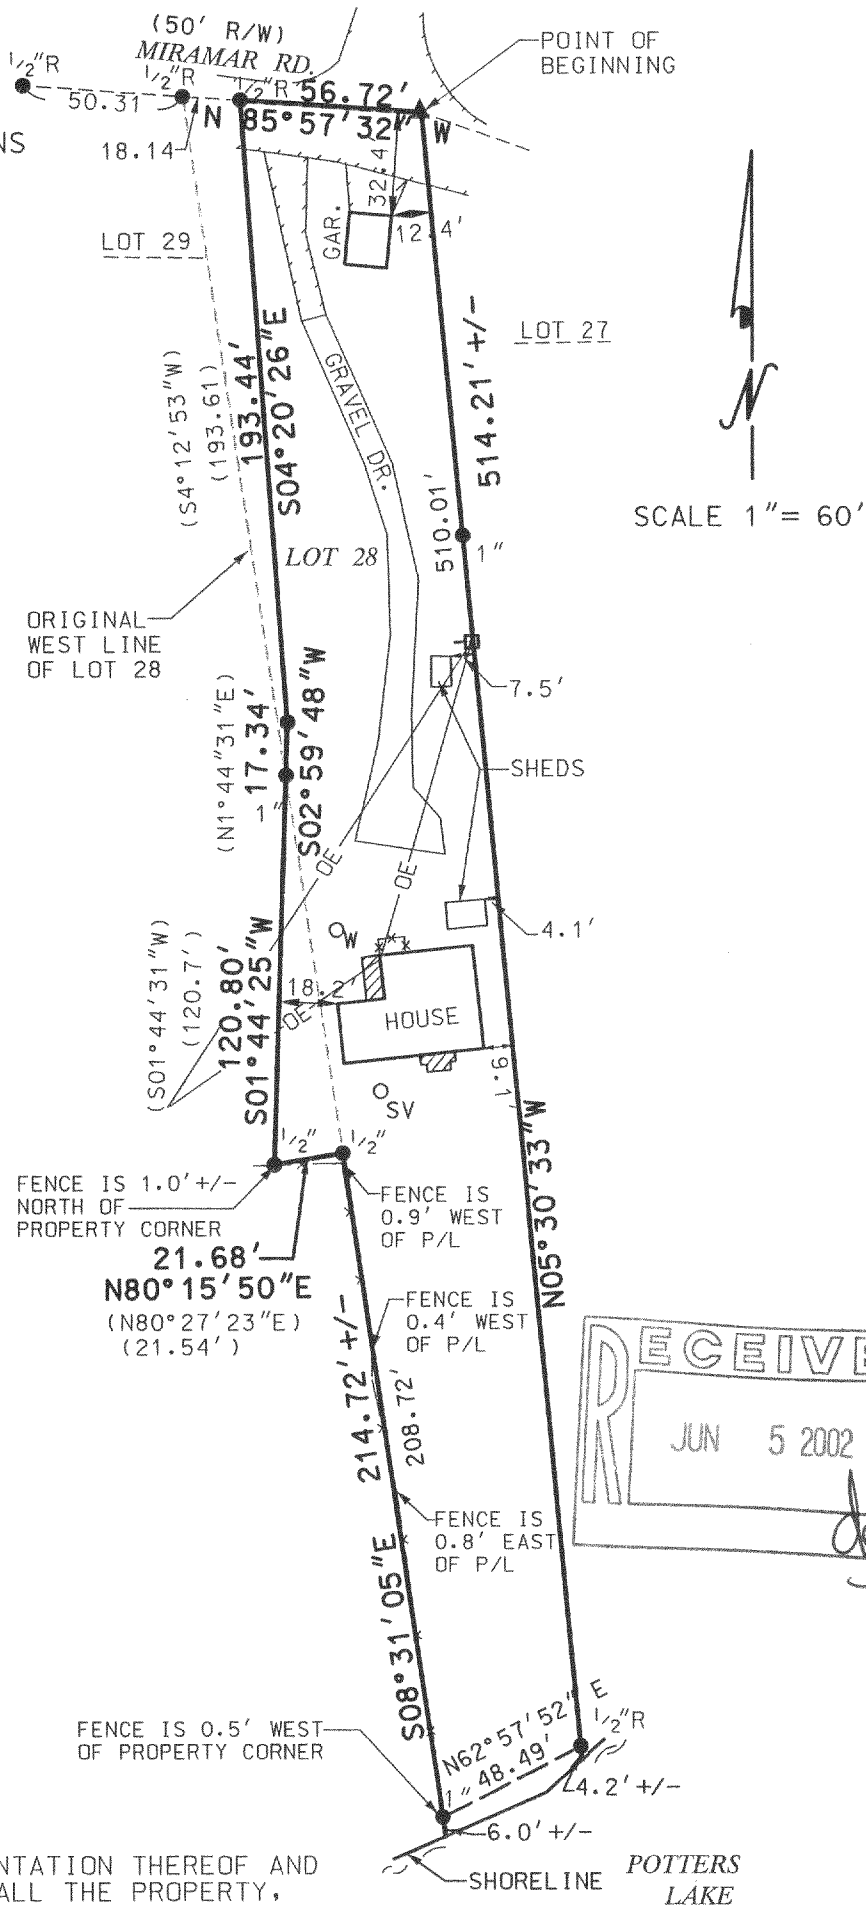 (50' R/W)
MIRAMAR RD.
1/2"R
1/2"R
1/2"R
56.72'
50.31
N
85°57'32"
W
18.14
NS
POINT OF
BEGINNING
32.4
GAR.
12.4'
LOT 29
LOT 27
(S4°12'53"W)
(193.61)
193.44'
S04°20'26"E
GRAVEL DR.
514.21'+/-
510.01'
1"
N
SCALE 1"= 60'
LOT 28
ORIGINAL
WEST LINE
OF LOT 28
(N1°44"31"E)
17.34'
S02°59'48"W
1"
7.5'
SHEDS
OE
OE
OE
4.1'
W
(S01°44'31"W)
(120.7')
120.80'
S01°44'25"W
18.2'
HOUSE
9.1
SV
1/2"
1/2"
FENCE IS 1.0'+/-
NORTH OF
PROPERTY CORNER
21.68'
N80°15'50"E
(N80°27'23"E)
(21.54')
FENCE IS
0.9' WEST
OF P/L
FENCE IS
0.4' WEST
OF P/L
N05°30'33"W
214.72'+/-
208.72'
FENCE IS
0.8' EAST
OF P/L
S08°31'05"E
RECEIVE
JUN 5 2002
FENCE IS 0.5' WEST
OF PROPERTY CORNER
N62°57'52" E
48.49'
1"
1/2"R
4.2'+/-
6.0'+/-
SHORELINE
POTTERS
LAKE
NTATION THEREOF AND
ALL THE PROPERTY,